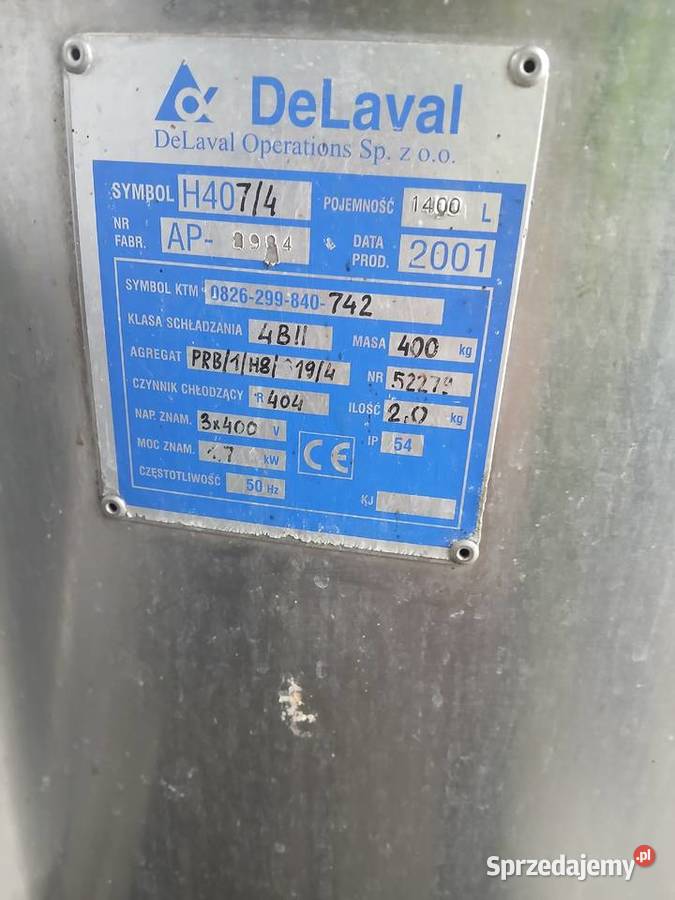 DeLaval
DeLaval Operations Sp. z o.o.
SYMBOL H407/4 POJEMNOŚĆ 1400 L
NR FABR. AP- DATA PROD. 2001
SYMBOL KTM 0826-299-840-742
KLASA SCHŁADZANIA 4BII MASA 400 kg
AGREGAT NR
CZYNNIK CHŁODZĄCY R 404 ILOŚĆ 2.0 kg
NAP. ZNAM. 3x400 V IP 54
MOC ZNAM. kW CE
CZĘSTOTLIWOŚĆ 50 Hz KJ
Sprzedajemy.pl